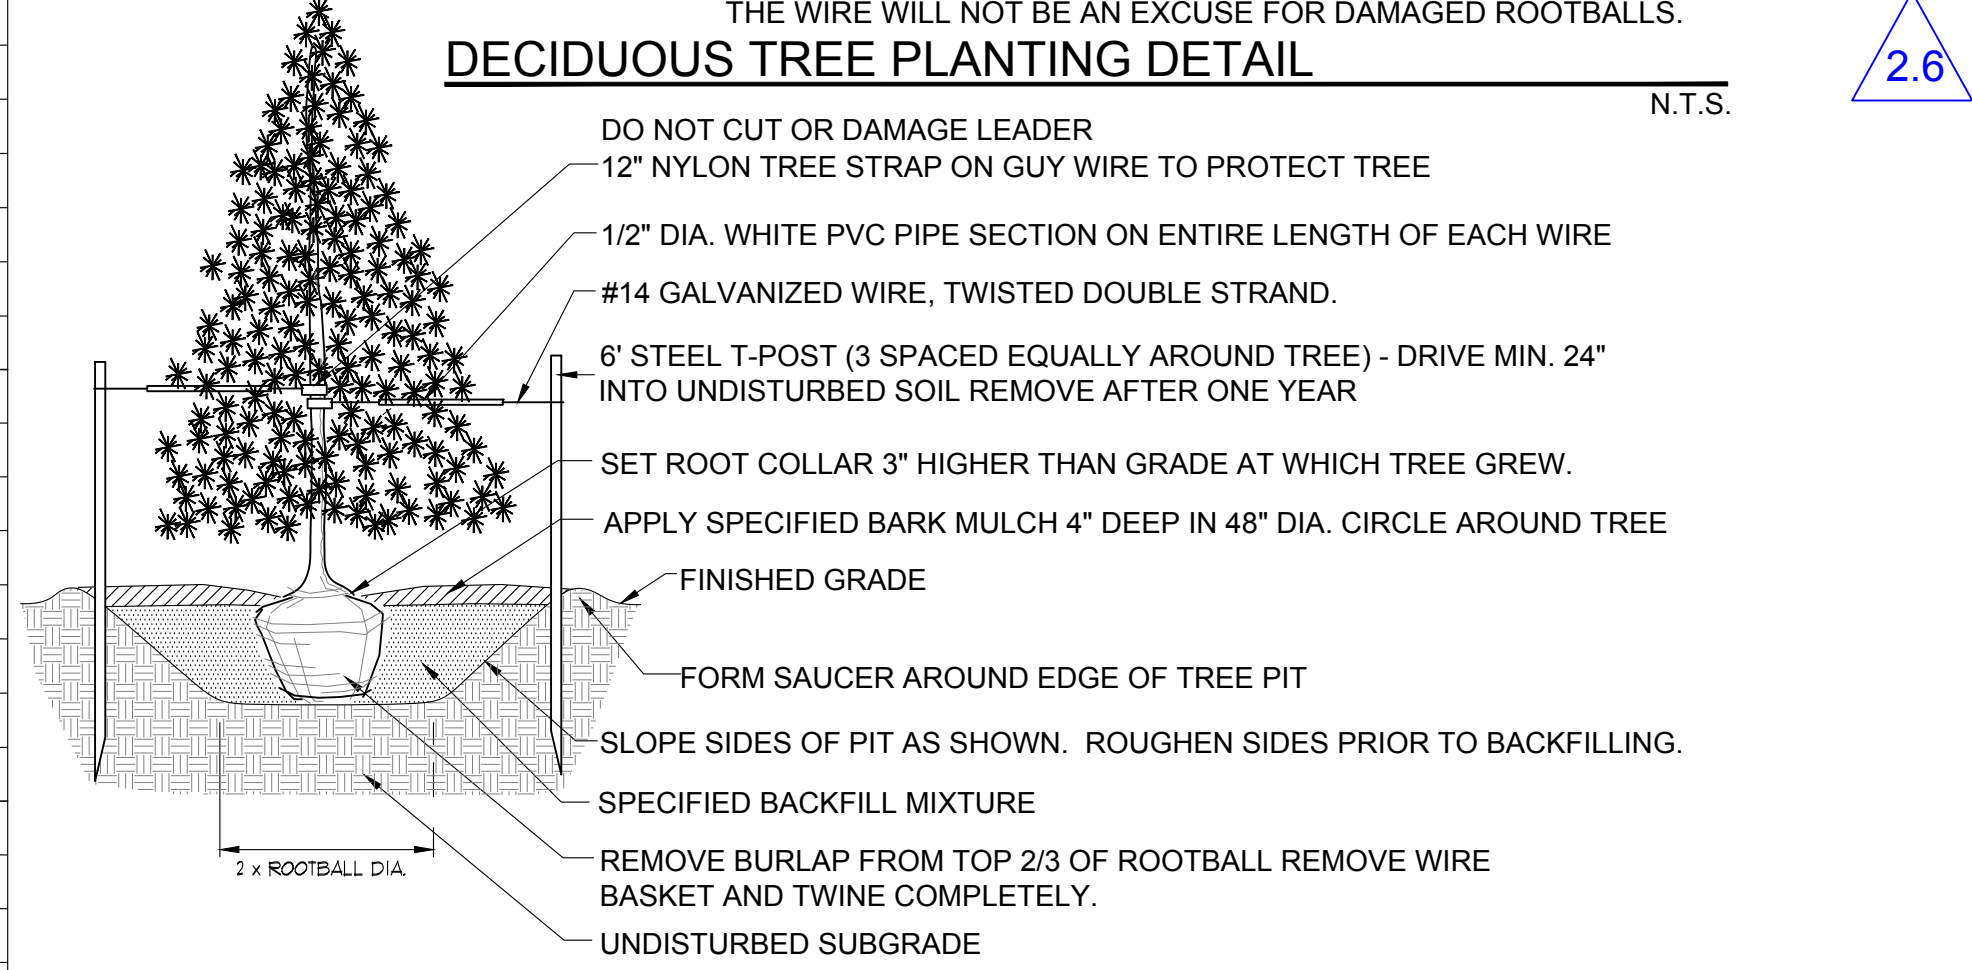 THE WIRE WILL NOT BE AN EXCUSE FOR DAMAGED ROOTBALLS.
DECIDUOUS TREE PLANTING DETAIL
2.6
N.T.S.
DO NOT CUT OR DAMAGE LEADER
12" NYLON TREE STRAP ON GUY WIRE TO PROTECT TREE
1/2" DIA. WHITE PVC PIPE SECTION ON ENTIRE LENGTH OF EACH WIRE
#14 GALVANIZED WIRE, TWISTED DOUBLE STRAND.
6' STEEL T-POST (3 SPACED EQUALLY AROUND TREE) - DRIVE MIN. 24"
INTO UNDISTURBED SOIL REMOVE AFTER ONE YEAR
SET ROOT COLLAR 3" HIGHER THAN GRADE AT WHICH TREE GREW.
APPLY SPECIFIED BARK MULCH 4" DEEP IN 48" DIA. CIRCLE AROUND TREE
FINISHED GRADE
FORM SAUCER AROUND EDGE OF TREE PIT
SLOPE SIDES OF PIT AS SHOWN. ROUGHEN SIDES PRIOR TO BACKFILLING.
SPECIFIED BACKFILL MIXTURE
2 x ROOTBALL DIA.
REMOVE BURLAP FROM TOP 2/3 OF ROOTBALL REMOVE WIRE
BASKET AND TWINE COMPLETELY.
UNDISTURBED SUBGRADE